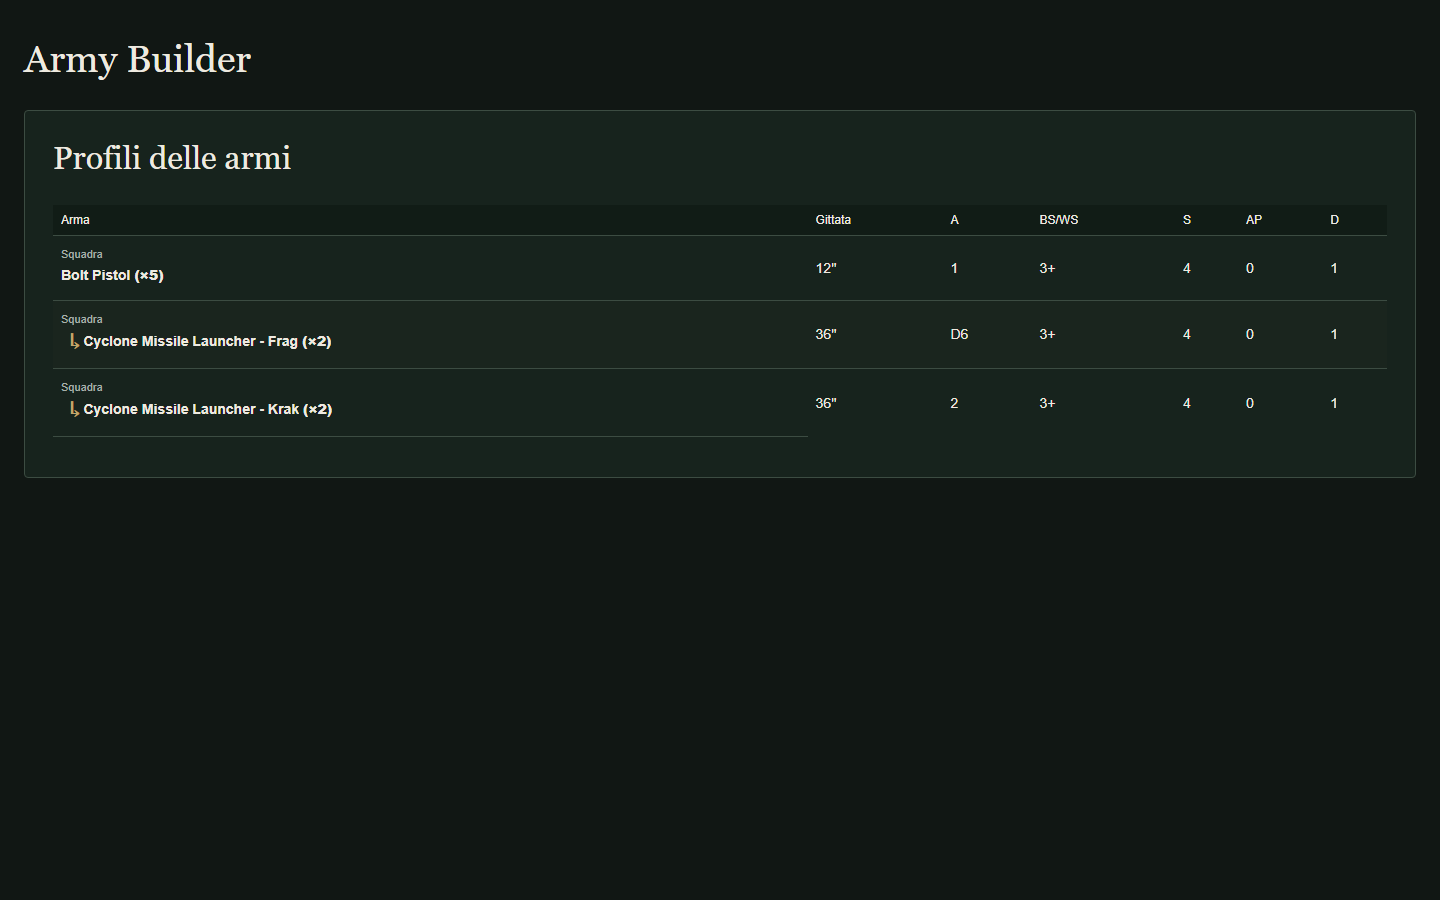 Army Builder
Profili delle armi
Arma Gittata A BS/WS S AP D
Squadra
Bolt Pistol (×5) 12" 1 3+ 4 0 1
Squadra
↳ Cyclone Missile Launcher - Frag (×2) 36" D6 3+ 4 0 1
Squadra
↳ Cyclone Missile Launcher - Krak (×2) 36" 2 3+ 4 0 1